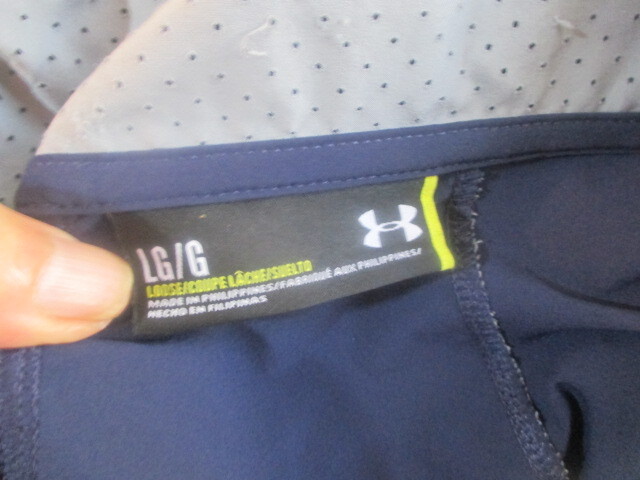 LG/G
LOOSE/COUPE LÂCHE/SUELTO
MADE IN PHILIPPINES/FABRIQUÉ AUX PHILIPPINES/
HECHO EN FILIPINAS